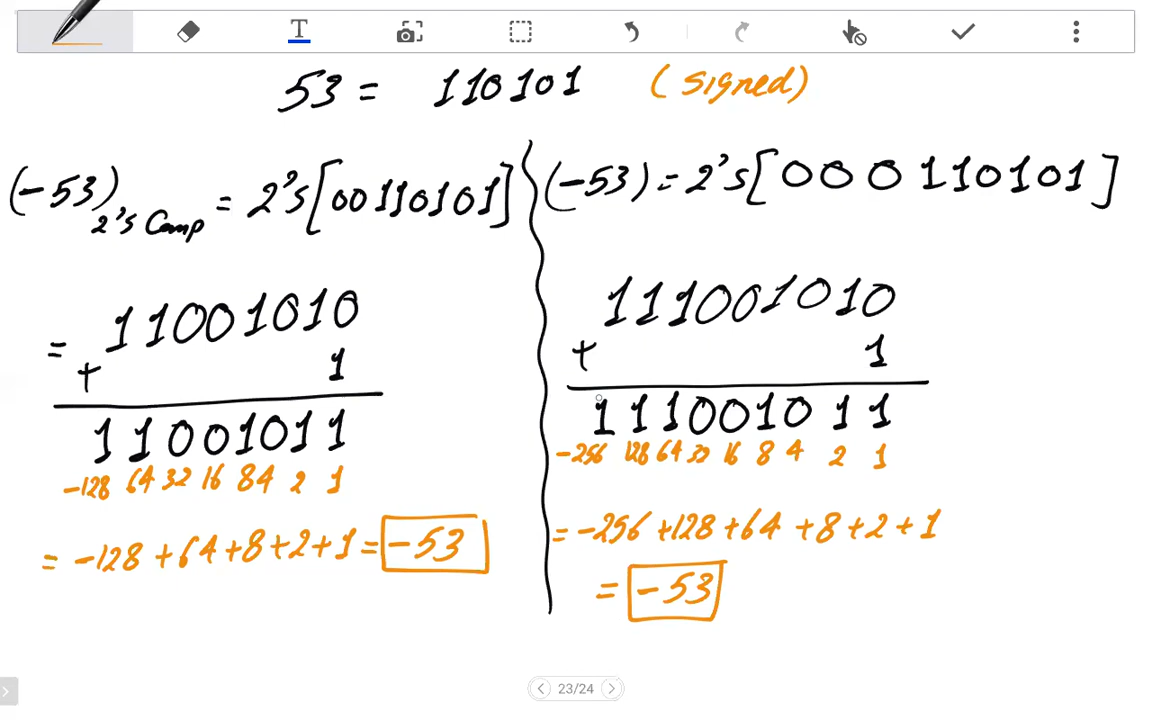 T
53 = 110101 (signed)
(-53)2's Comp = 2's[00110101]
= 11001010
+ 1
11001011
-128 64 32 16 8 4 2 1
= -128 +64+8+2+1 = -53
(-53) = 2's[000110101]
111001010
+ 1
111001011
-256 128 64 32 16 8 4 2 1
= -256 +128 +64 +8 +2 +1
= -53
23/24